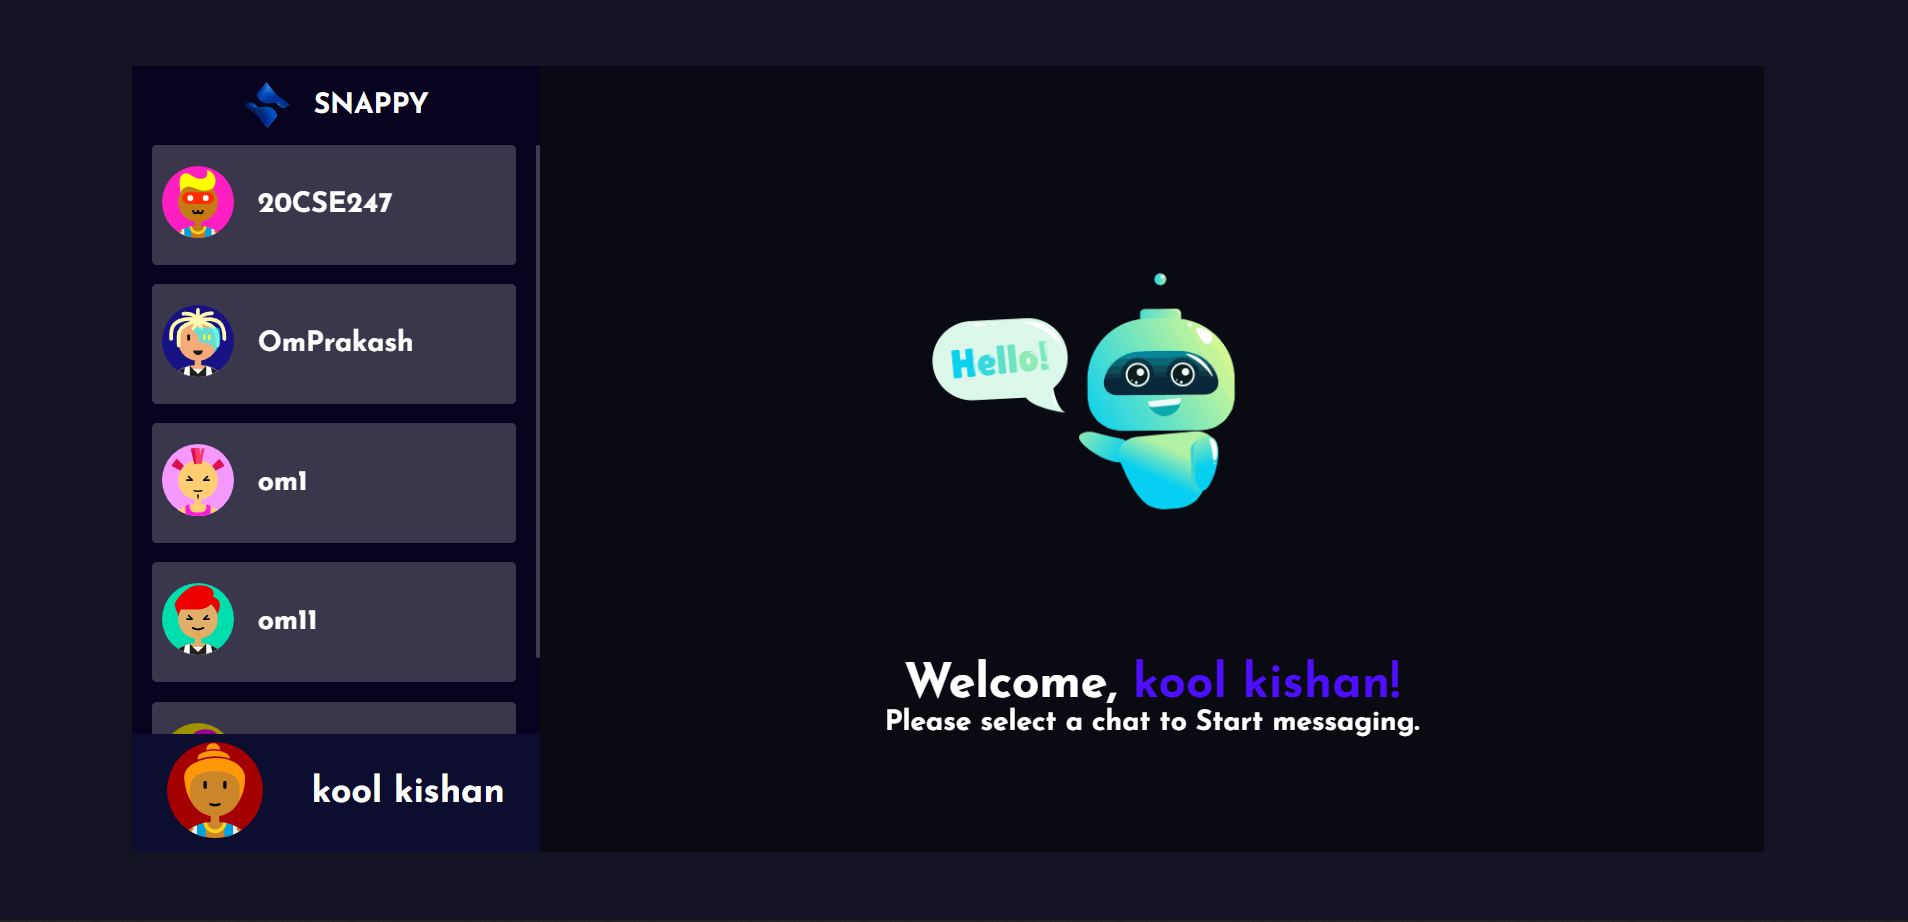 SNAPPY
20CSE247
OmPrakash
om1
om11
kool kishan
Hello!
Welcome, kool kishan!
Please select a chat to Start messaging.